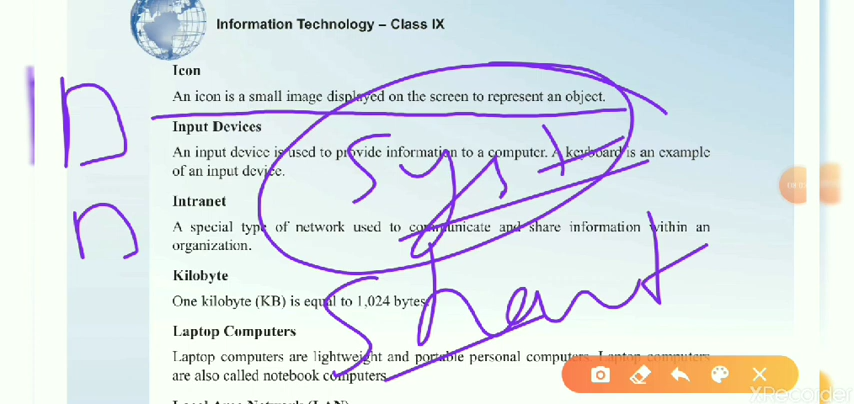 Information Technology – Class IX
Icon
An icon is a small image displayed on the screen to represent an object.
Input Devices
An input device is used to provide information to a computer. A keyboard is an example
of an input device.
Intranet
A special type of network used to communicate and share information within an
organization.
Kilobyte
One kilobyte (KB) is equal to 1,024 bytes.
Laptop Computers
Laptop computers are lightweight and portable personal computers. Laptop computers
are also called notebook computers.
Local Area Network (LAN)
XRecorder